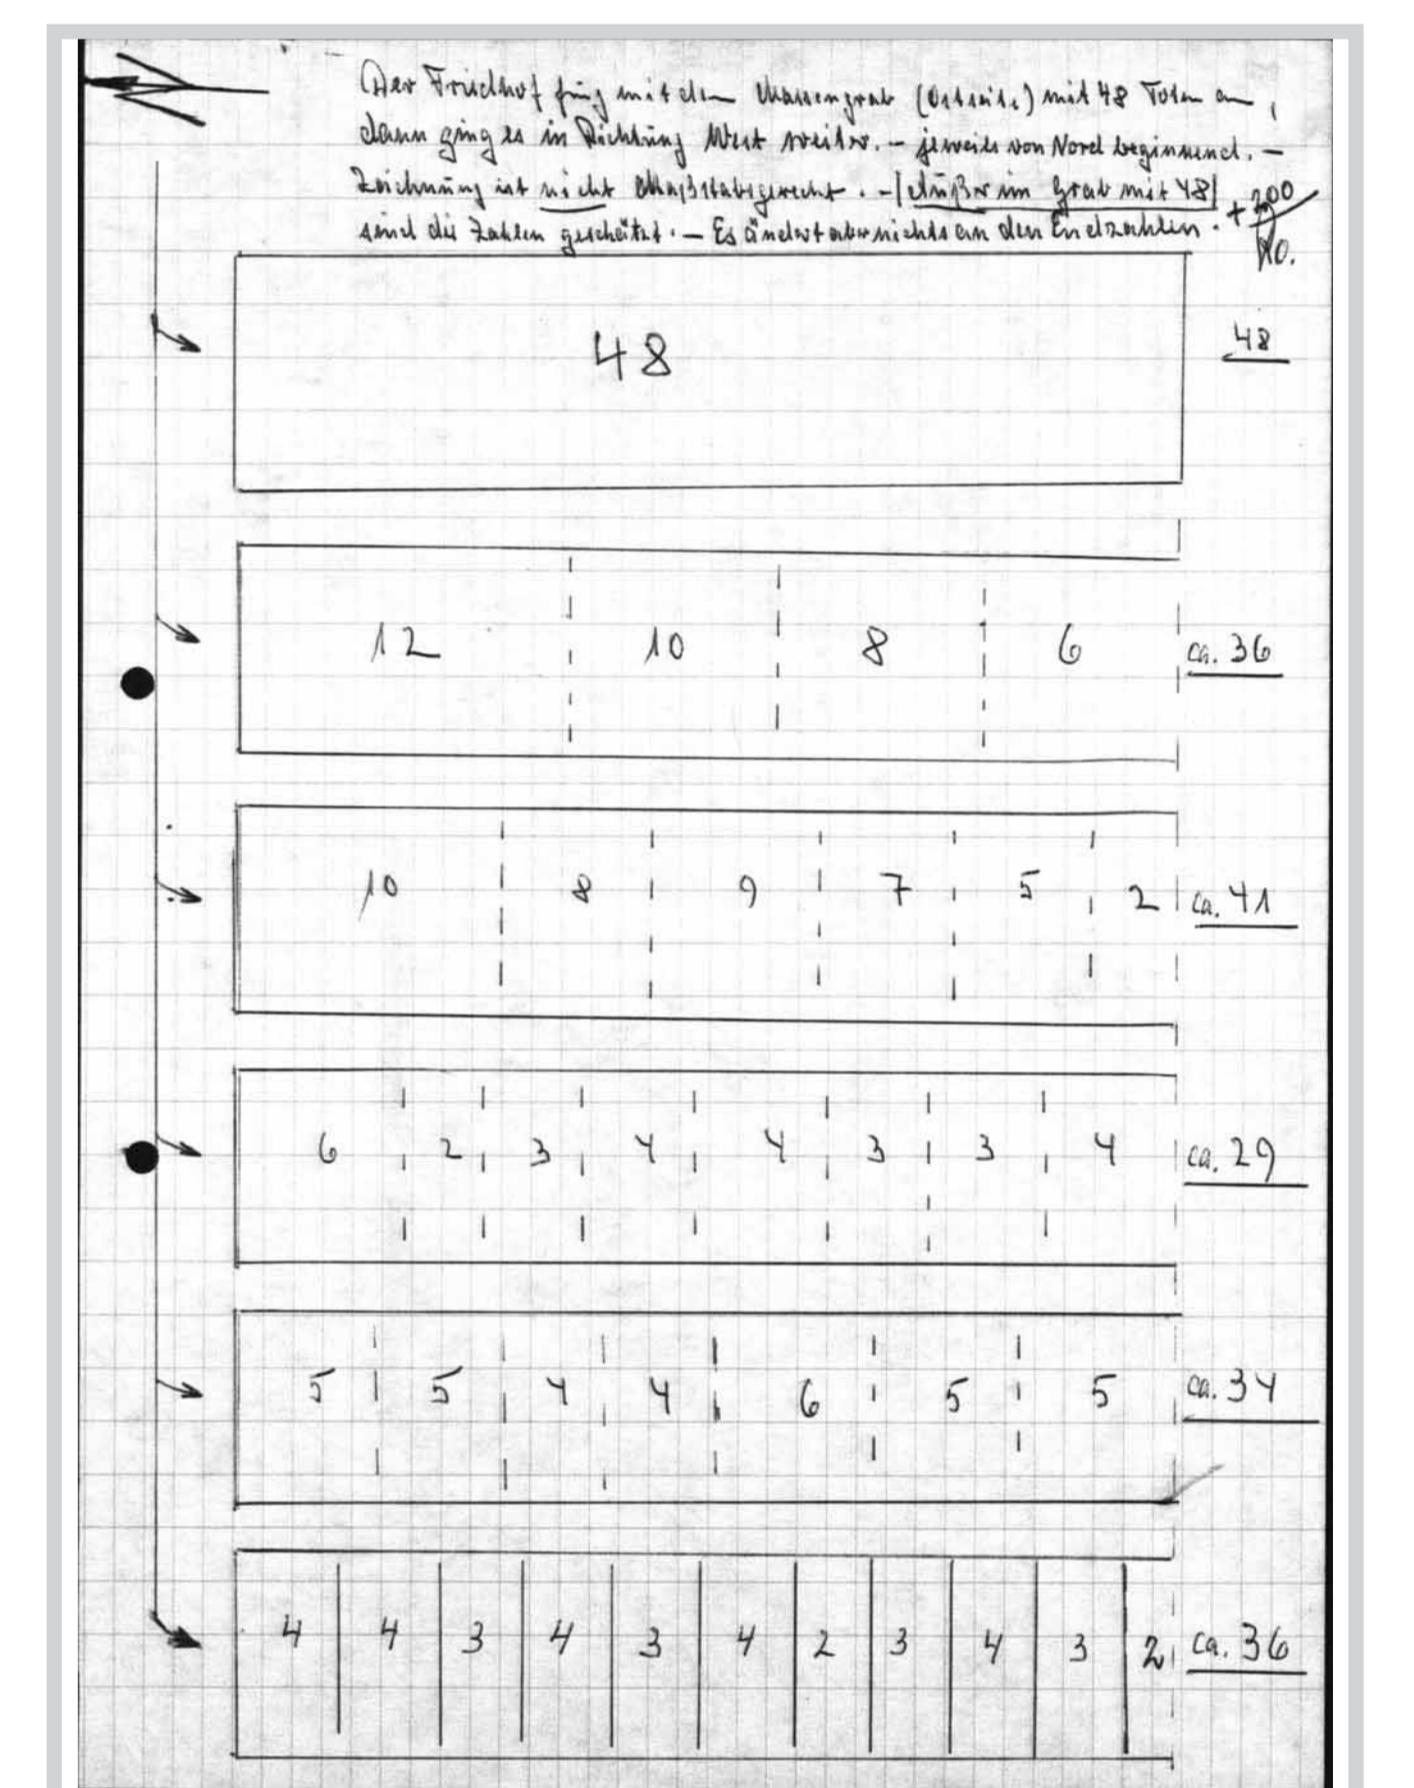 Der Friedhof fing mit dem Massengrab (Ostseite) mit 48 Toten an,
dann ging es in Richtung West weiter. – jeweils von Nord beginnend. –
Zeichnung ist nicht Maßstabsgerecht. – |Außer im Grab mit 48|
sind die Zahlen geschätzt. – Es ändert aber nichts an den Endzahlen. + 200
48 48
12 10 8 6 ca. 36
10 8 9 7 5 2 ca. 41
6 2 3 4 4 3 3 4 ca. 29
5 5 4 4 6 5 5 ca. 34
4 4 3 4 3 4 2 3 4 3 2 ca. 36